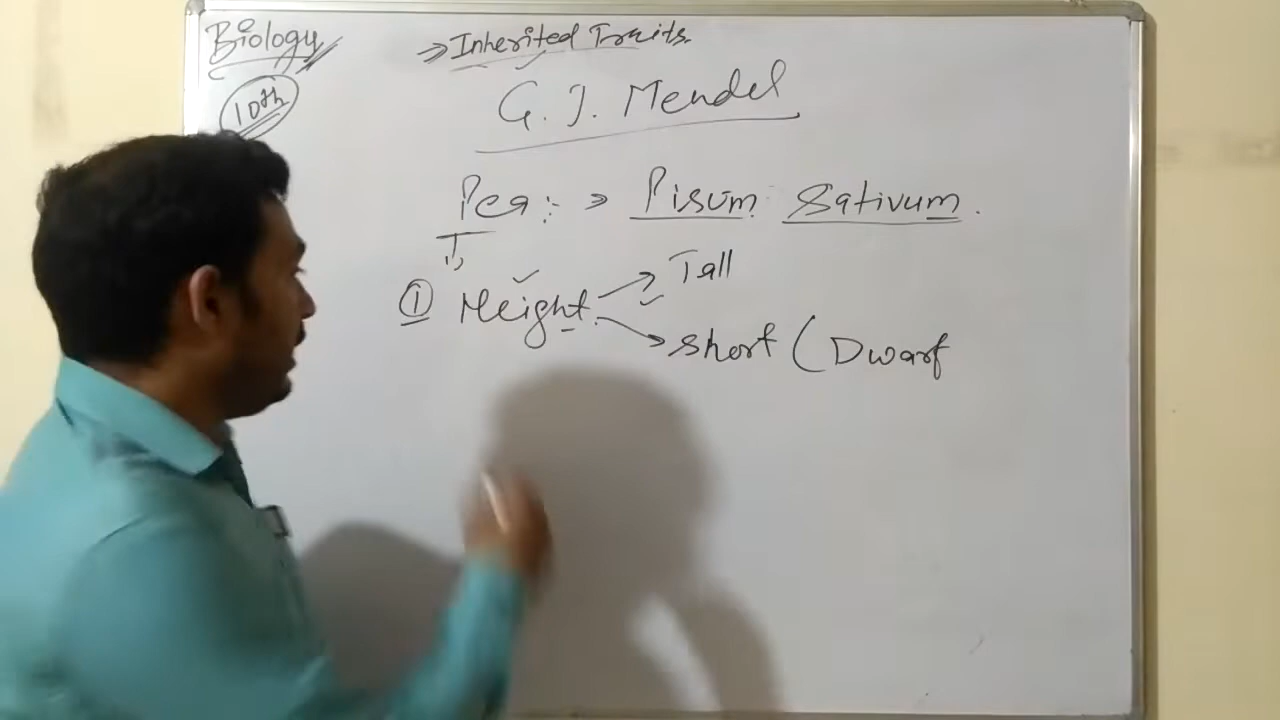 Biology
10th
⇒ Inherited Traits.
G. J. Mendel
Pea :- → Pisum Sativum.
① Height. → Tall
→ Short (Dwarf